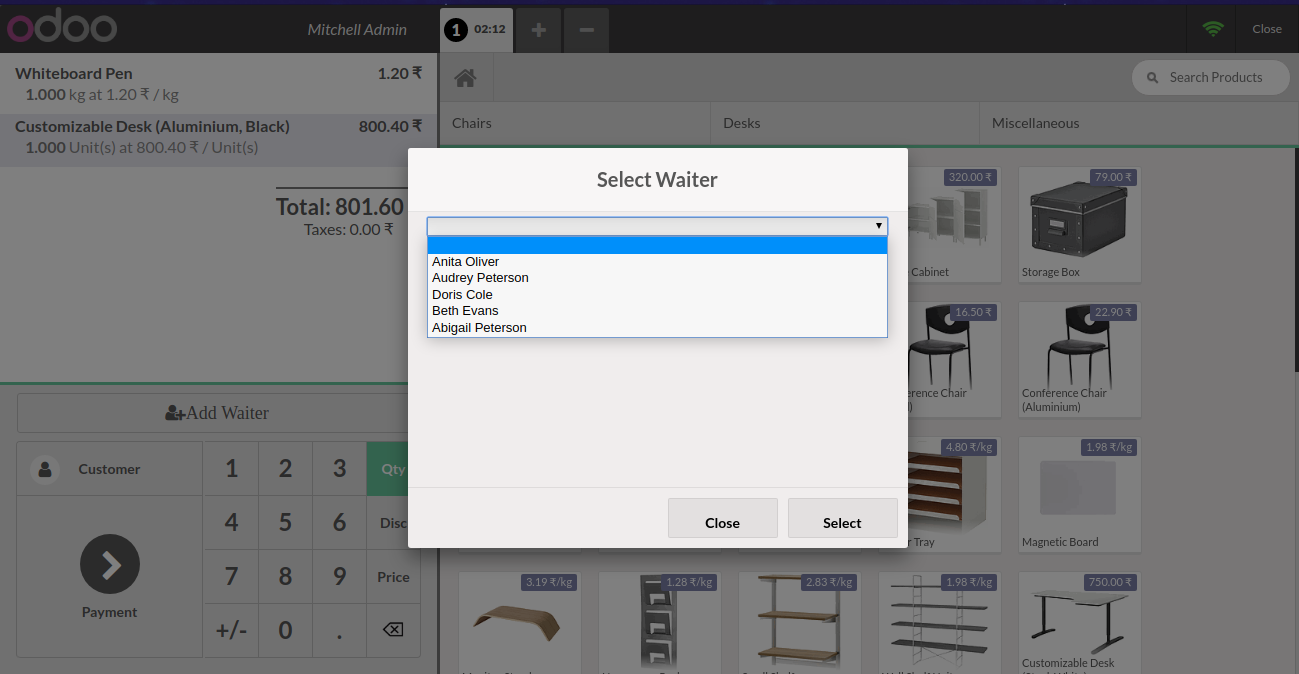 odoo
Mitchell Admin
1 02:12
+
−
Close
Whiteboard Pen 1.20 ₹
1.000 kg at 1.20 ₹ / kg
Customizable Desk (Aluminium, Black) 800.40 ₹
1.000 Unit(s) at 800.40 ₹ / Unit(s)
Total: 801.60
Taxes: 0.00 ₹
Search Products
Chairs
Desks
Miscellaneous
Select Waiter
Anita Oliver
Audrey Peterson
Doris Cole
Beth Evans
Abigail Peterson
Close
Select
320.00 ₹
Cabinet
79.00 ₹
Storage Box
16.50 ₹
Chair
22.90 ₹
Conference Chair
(Aluminium)
4.80 ₹/kg
Tray
1.98 ₹/kg
Magnetic Board
3.19 ₹/kg
1.28 ₹/kg
2.83 ₹/kg
1.98 ₹/kg
750.00 ₹
Customizable Desk
Add Waiter
Customer
Payment
1 2 3 Qty
4 5 6 Disc
7 8 9 Price
+/- 0 .